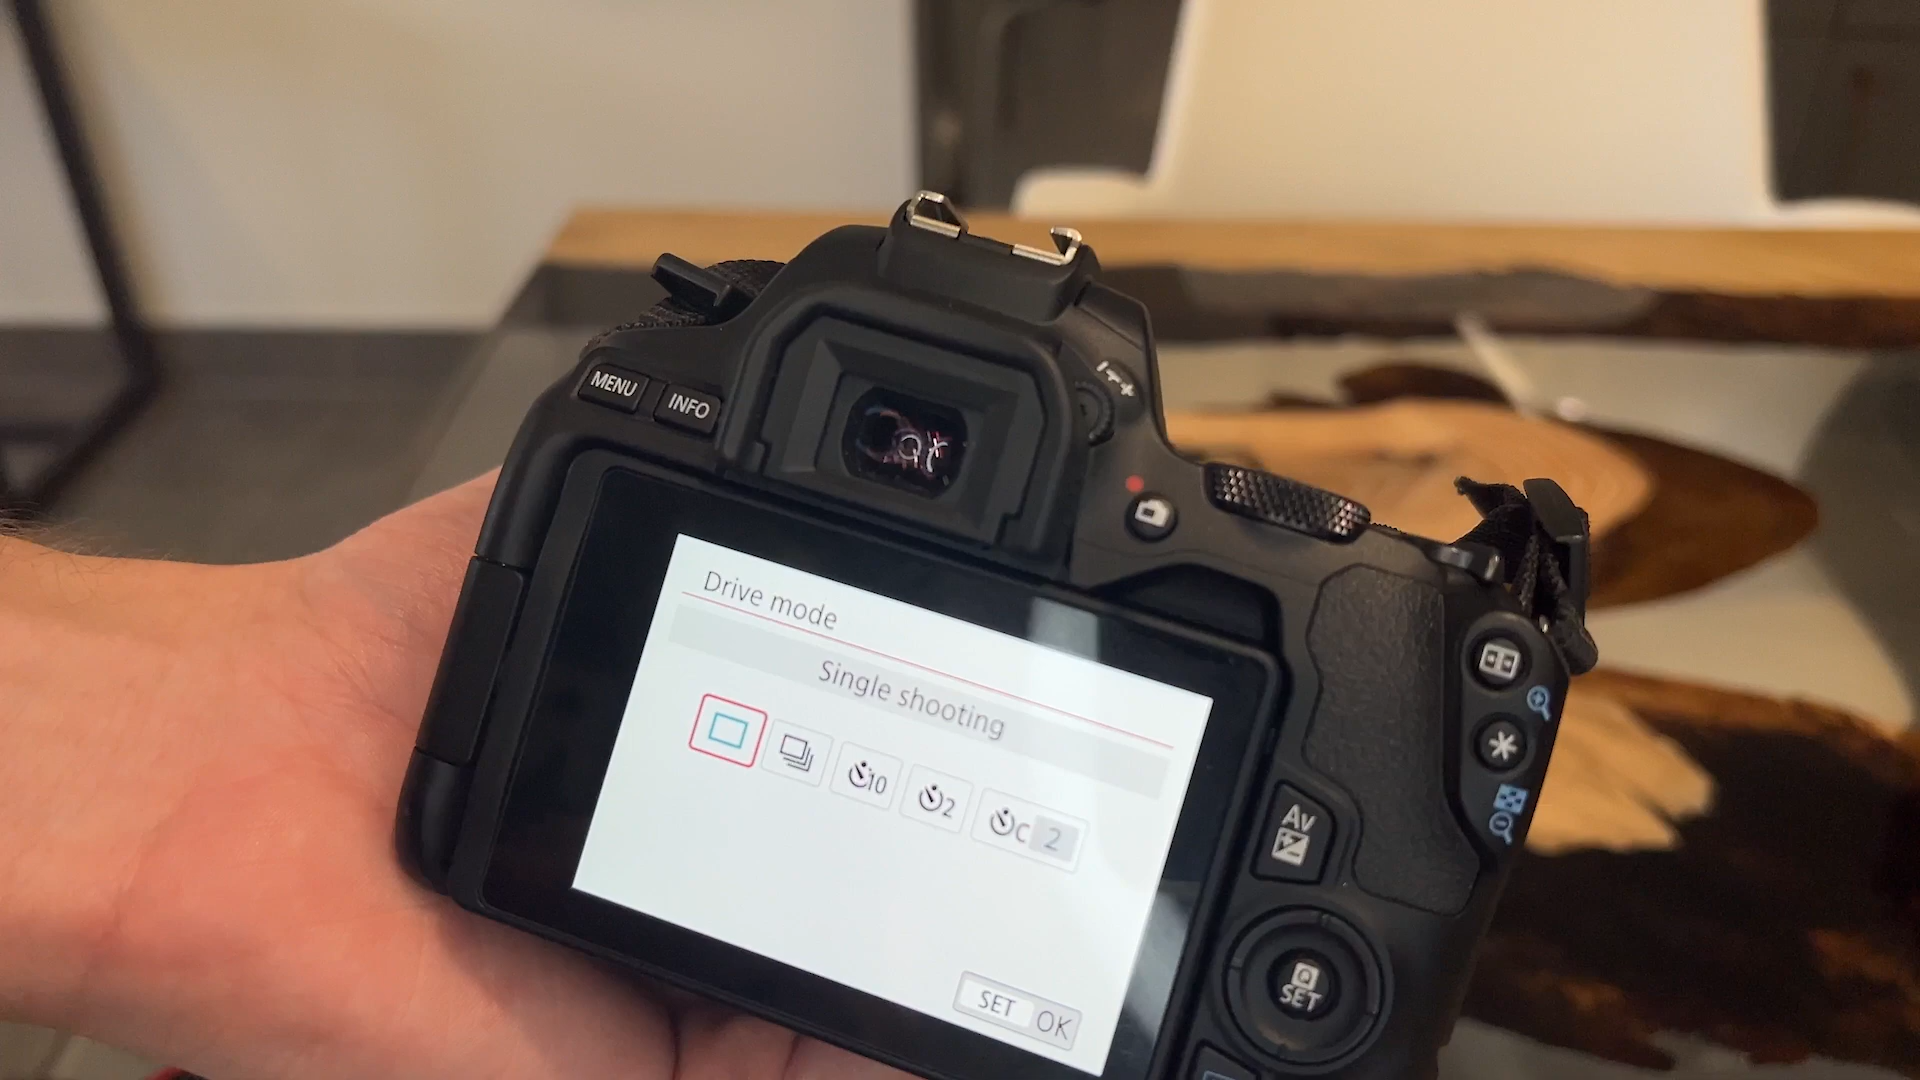 MENU
INFO
Drive mode
Single shooting
10
2
C 2
SET OK
Av
Q
SET